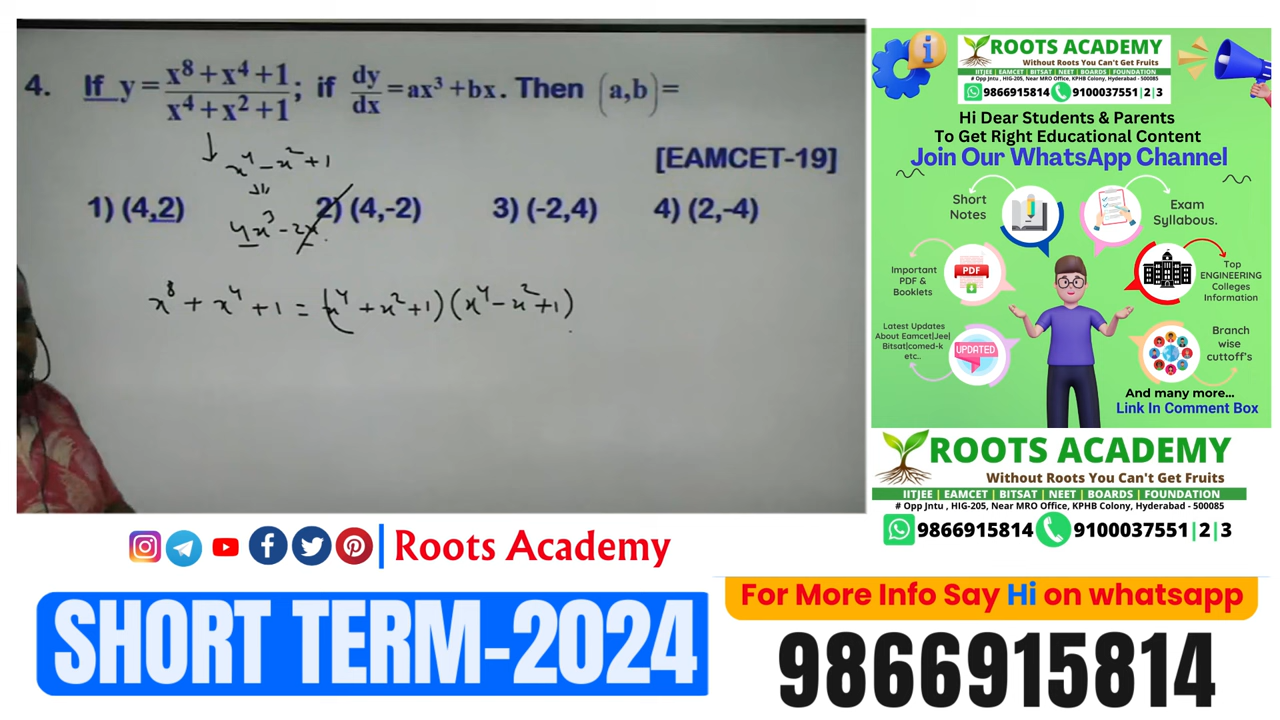 4. If y = (x⁸ + x⁴ + 1)/(x⁴ + x² + 1); if dy/dx = ax³ + bx. Then (a,b) =
x⁴ - x² + 1
[EAMCET-19]
1) (4,2) 2) (4,-2) 3) (-2,4) 4) (2,-4)
4x³ - 2x
x⁸ + x⁴ + 1 = (x⁴ + x² + 1)(x⁴ - x² + 1)
ROOTS ACADEMY
Without Roots You Can't Get Fruits
IITJEE | EAMCET | BITSAT | NEET | BOARDS | FOUNDATION
# Opp Jntu , HIG-205, Near MRO Office, KPHB Colony, Hyderabad - 500085
9866915814 9100037551|2|3
Hi Dear Students & Parents
To Get Right Educational Content
Join Our WhatsApp Channel
Short
Notes
Exam
Syllabous.
Important
PDF &
Booklets
PDF
Top
ENGINEERING
Colleges
Information
Latest Updates
About Eamcet|Jee|
Bitsat|comed-k
etc..
UPDATED
Branch
wise
cuttoff's
And many more...
Link In Comment Box
ROOTS ACADEMY
Without Roots You Can't Get Fruits
IITJEE | EAMCET | BITSAT | NEET | BOARDS | FOUNDATION
# Opp Jntu , HIG-205, Near MRO Office, KPHB Colony, Hyderabad - 500085
9866915814 9100037551|2|3
Roots Academy
SHORT TERM-2024
For More Info Say Hi on whatsapp
9866915814